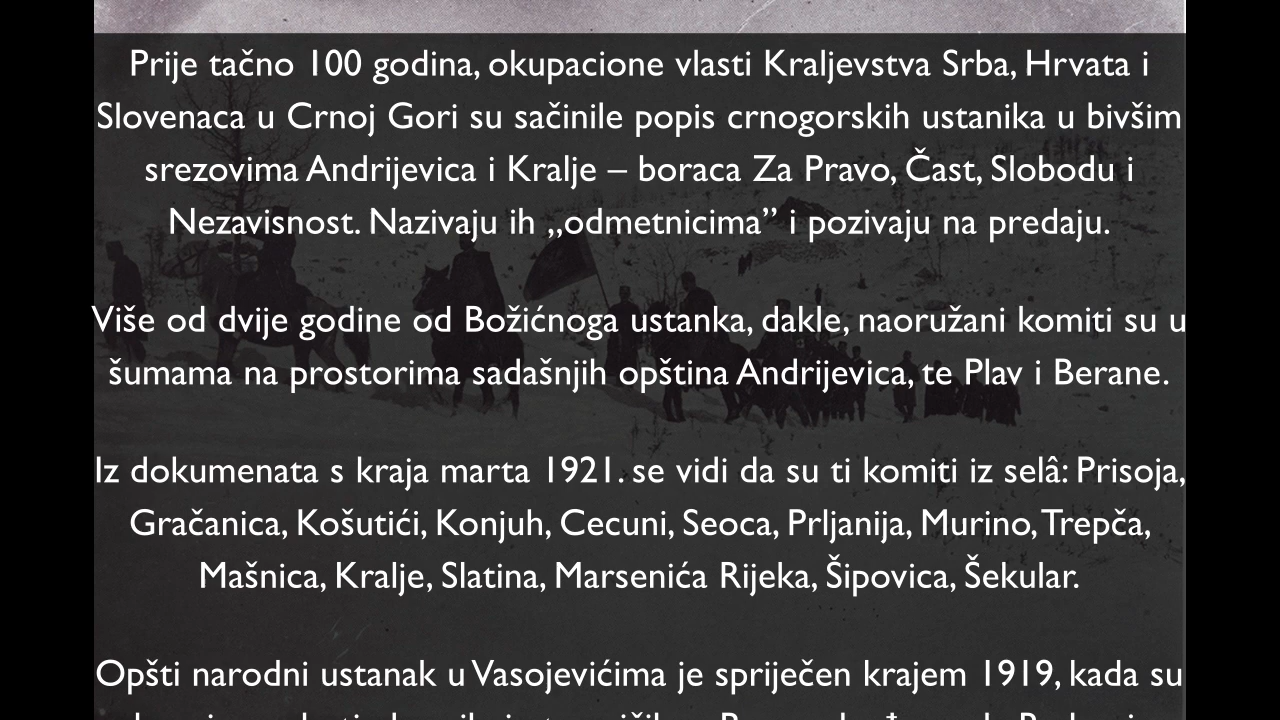 Prije tačno 100 godina, okupacione vlasti Kraljevstva Srba, Hrvata i
Slovenaca u Crnoj Gori su sačinile popis crnogorskih ustanika u bivšim
srezovima Andrijevica i Kralje – boraca Za Pravo, Čast, Slobodu i
Nezavisnost. Nazivaju ih „odmetnicima” i pozivaju na predaju.
Više od dvije godine od Božićnoga ustanka, dakle, naoružani komiti su u
šumama na prostorima sadašnjih opština Andrijevica, te Plav i Berane.
Iz dokumenata s kraja marta 1921. se vidi da su ti komiti iz selâ: Prisoja,
Gračanica, Košutići, Konjuh, Cecuni, Seoca, Prljanija, Murino, Trepča,
Mašnica, Kralje, Slatina, Marsenića Rijeka, Šipovica, Šekular.
Opšti narodni ustanak u Vasojevićima je spriječen krajem 1919, kada su